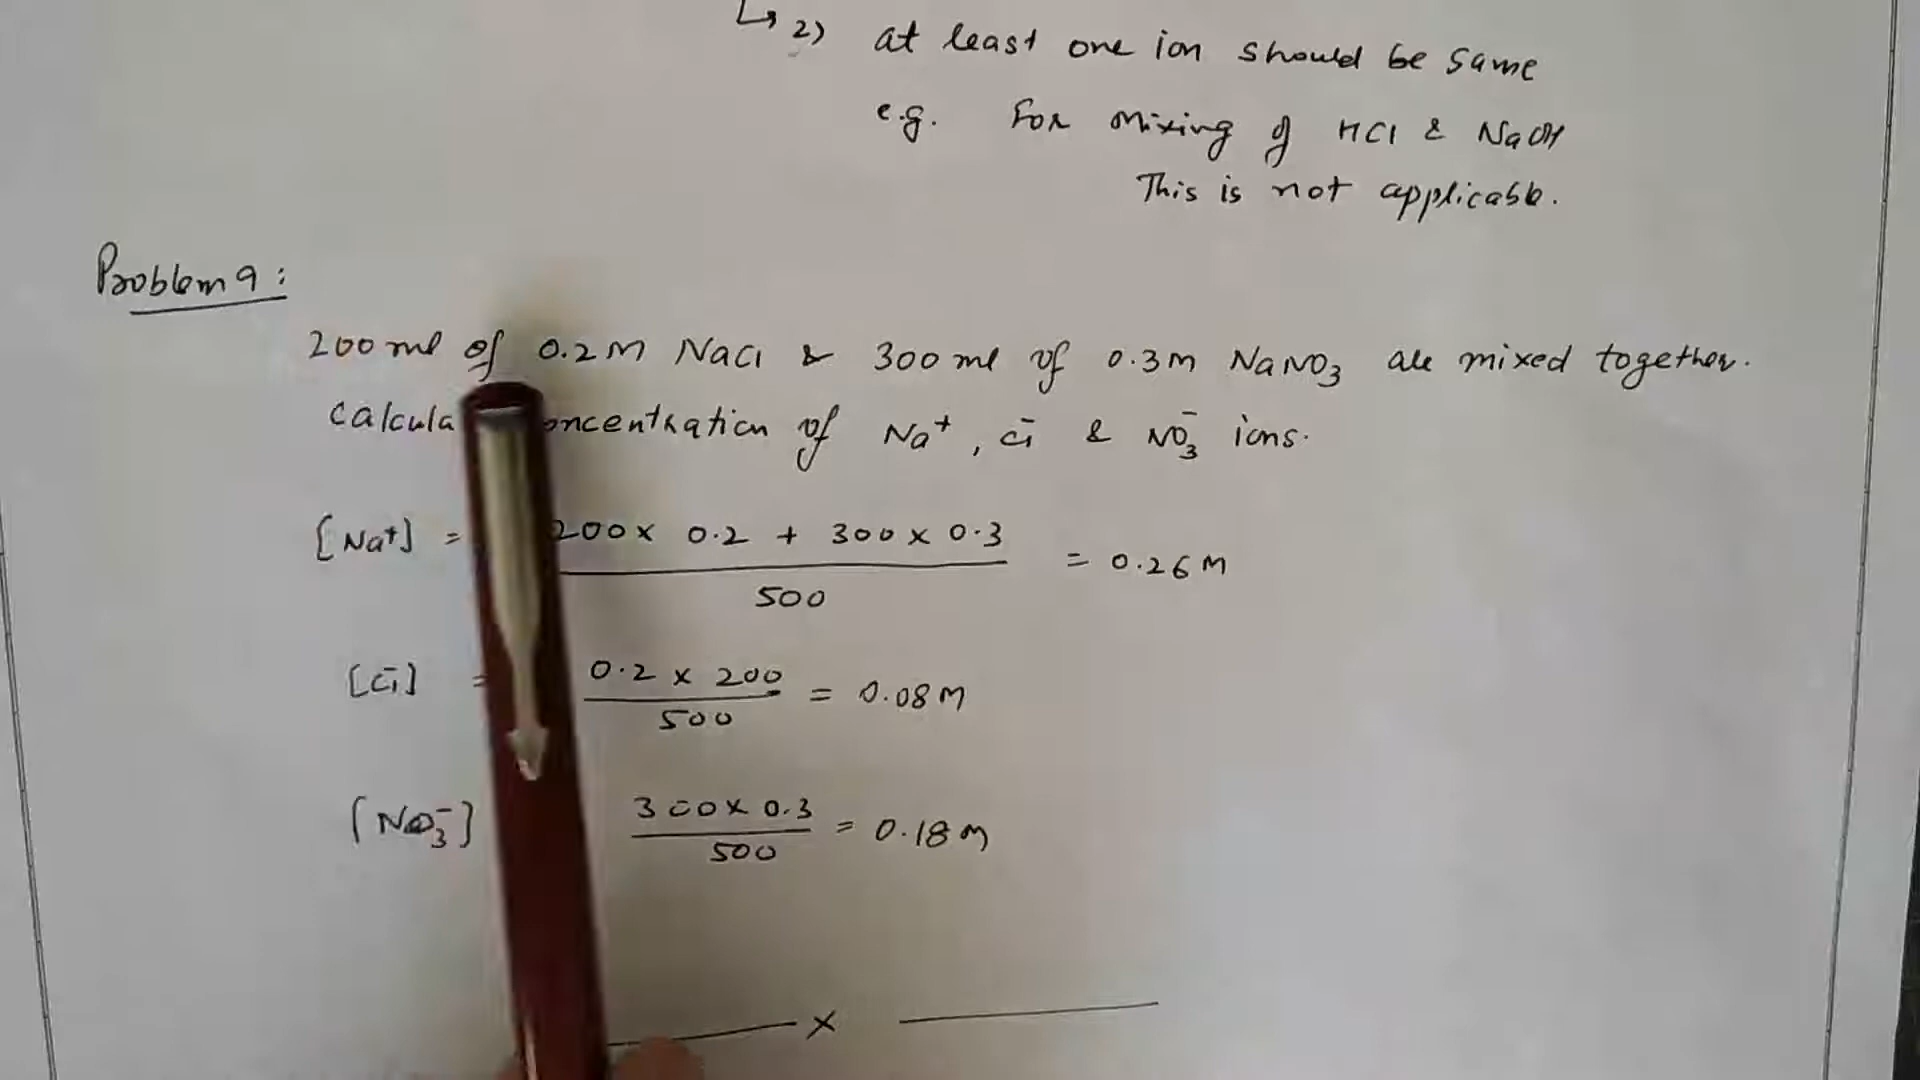 ↳ 2) at least one ion should be same
e.g. For mixing of HCl & NaOH
This is not applicable.
Problem 9:
200 ml of 0.2M NaCl & 300 ml of 0.3M NaNO₃ are mixed together.
calcula oncentration of Na⁺, Cl⁻ & NO₃⁻ ions.
[Na⁺] = 200 x 0.2 + 300 x 0.3 = 0.26 M
500
[Cl⁻] = 0.2 x 200 = 0.08 M
500
[NO₃⁻] 300 x 0.3 = 0.18 M
500
x